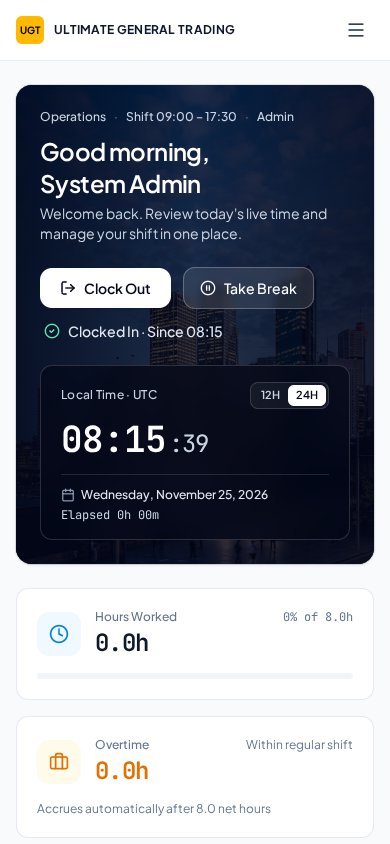 UGT ULTIMATE GENERAL TRADING
Operations · Shift 09:00 – 17:30 · Admin
Good morning,
System Admin
Welcome back. Review today's live time and
manage your shift in one place.
Clock Out Take Break
Clocked In · Since 08:15
Local Time · UTC 12H 24H
08:15:39
Wednesday, November 25, 2026
Elapsed 0h 00m
Hours Worked 0% of 8.0h
0.0h
Overtime Within regular shift
0.0h
Accrues automatically after 8.0 net hours